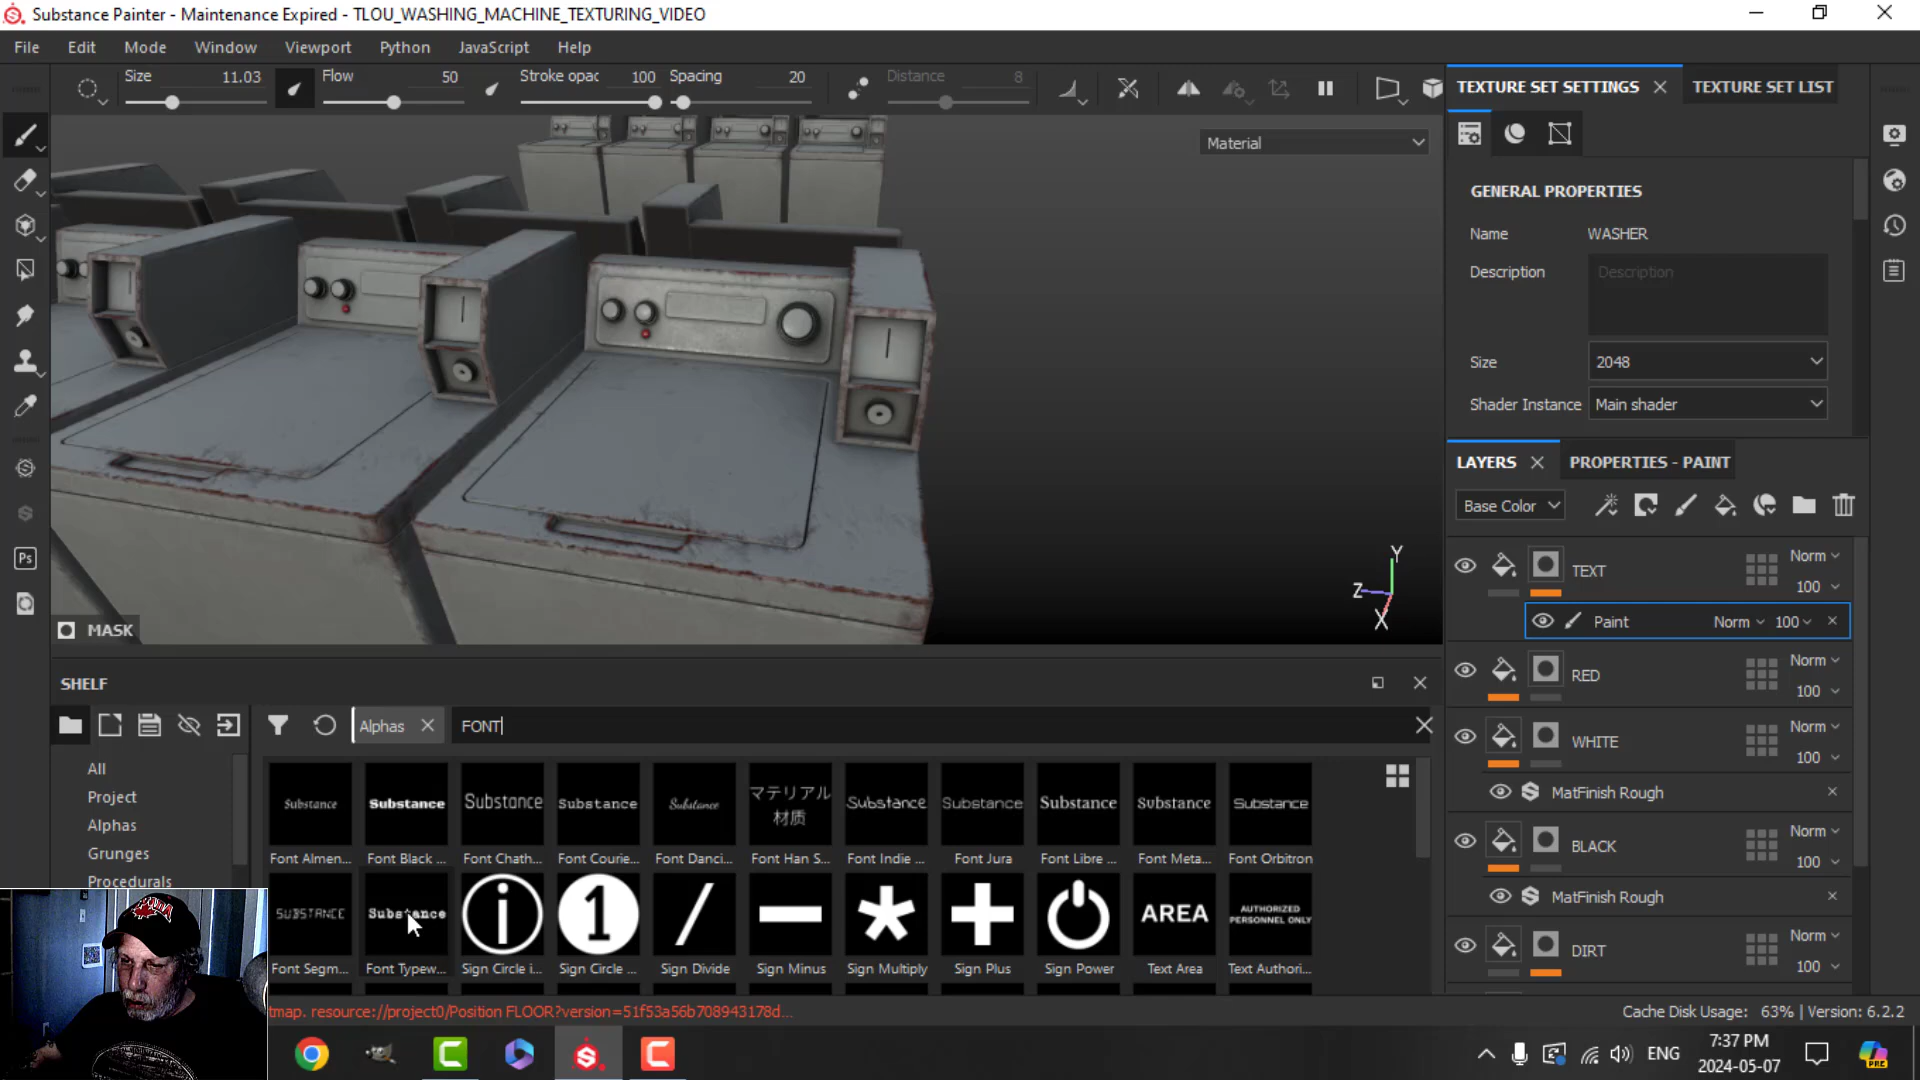 Substance Painter - Maintenance Expired - TLOU_WASHING_MACHINE_TEXTURING_VIDEO
File Edit Mode Window Viewport Python JavaScript Help
Size 11.03 Flow 50 Stroke opac 100 Spacing 20 Distance 8
TEXTURE SET SETTINGS TEXTURE SET LIST
Material
GENERAL PROPERTIES
Name WASHER
Description Description
Size 2048
Shader Instance Main shader
LAYERS PROPERTIES - PAINT
Base Color
TEXT Norm 100
Paint Norm 100
RED Norm 100
WHITE Norm 100
MatFinish Rough
BLACK Norm 100
MatFinish Rough
DIRT Norm 100
Y
Z
X
MASK
SHELF
Alphas FONT
All
Project
Alphas
Grunges
Procedurals
Substance Substance Substance Substance Substance マテリアル 材质 Substance Substance Substance Substance Substance
Font Almen... Font Black ... Font Chath... Font Courie... Font Danci... Font Han S... Font Indie ... Font Jura Font Libre ... Font Meta... Font Orbitron
SUBSTANCE Substance i 1 AREA AUTHORIZED PERSONNEL ONLY
Font Segm... Font Typew... Sign Circle i... Sign Circle ... Sign Divide Sign Minus Sign Multiply Sign Plus Sign Power Text Area Text Authori...
tmap. resource://project0/Position FLOOR?version=51f53a56b708943178d...
Cache Disk Usage: 63% | Version: 6.2.2
Ps
ENG
7:37 PM
2024-05-07
PRE